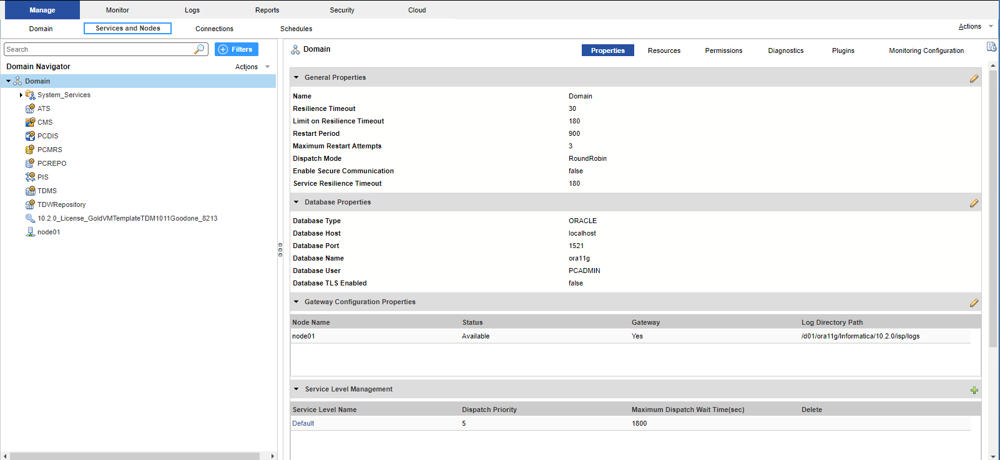 Manage Monitor Logs Reports Security Cloud
Domain Services and Nodes Connections Schedules Actions
Search Filters
Domain Navigator Actions
Domain
System_Services
ATS
CMS
PCDIS
PCMRS
PCREPO
PIS
TDMS
TDWRepository
10.2.0_License_GoldVMTemplateTDM1011Goodone_8213
node01
Domain Properties Resources Permissions Diagnostics Plugins Monitoring Configuration
General Properties
Name Domain
Resilience Timeout 30
Limit on Resilience Timeout 180
Restart Period 900
Maximum Restart Attempts 3
Dispatch Mode RoundRobin
Enable Secure Communication false
Service Resilience Timeout 180
Database Properties
Database Type ORACLE
Database Host localhost
Database Port 1521
Database Name ora11g
Database User PCADMIN
Database TLS Enabled false
Gateway Configuration Properties
Node Name Status Gateway Log Directory Path
node01 Available Yes /d01/ora11g/Informatica/10.2.0/isp/logs
Service Level Management
Service Level Name Dispatch Priority Maximum Dispatch Wait Time(sec) Delete
Default 5 1800